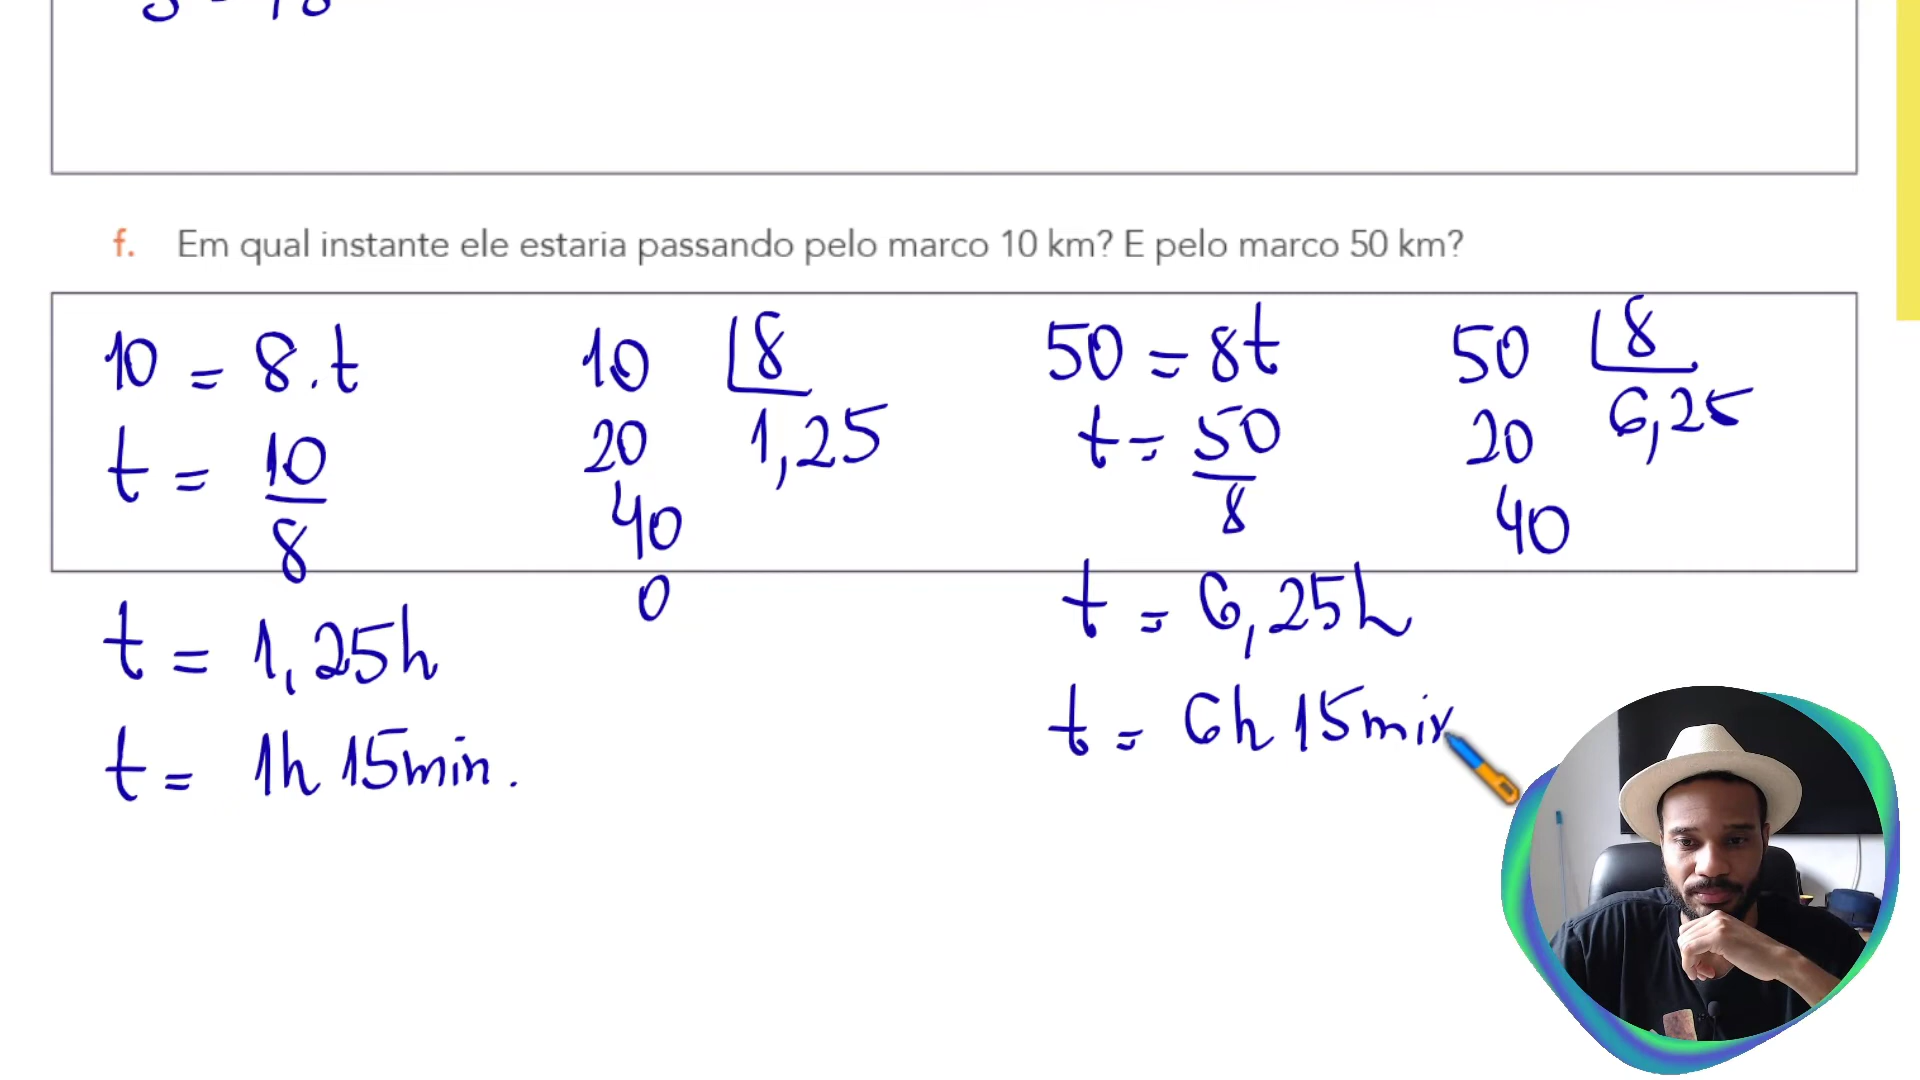 f. Em qual instante ele estaria passando pelo marco 10 km? E pelo marco 50 km?
10 = 8.t
t = 10/8
t = 1,25h
t = 1h 15min.
10 8
20 1,25
40
0
50 = 8t
t = 50/8
t = 6,25h
t = 6h 15min
50 8
20 6,25
40